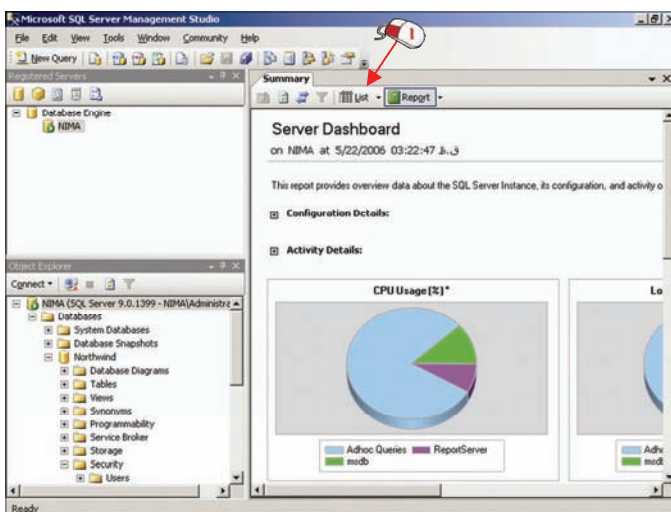 Microsoft SQL Server Management Studio
File Edit View Tools Window Community Help
1
New Query
Registered Servers
Database Engine
NIMA
Object Explorer
Connect
NIMA (SQL Server 9.0.1399 - NIMA\Administra
Databases
System Databases
Database Snapshots
Northwind
Database Diagrams
Tables
Views
Synonyms
Programmability
Service Broker
Storage
Security
Users
Summary
List Report
Server Dashboard
on NIMA at 5/22/2006 03:22:47 ق.ظ
This report provides overview data about the SQL Server Instance, its configuration, and activity o
Configuration Details:
Activity Details:
CPU Usage[%]*
Lo
Adhoc Queries ReportServer
msdb
Adh
msdb
Ready